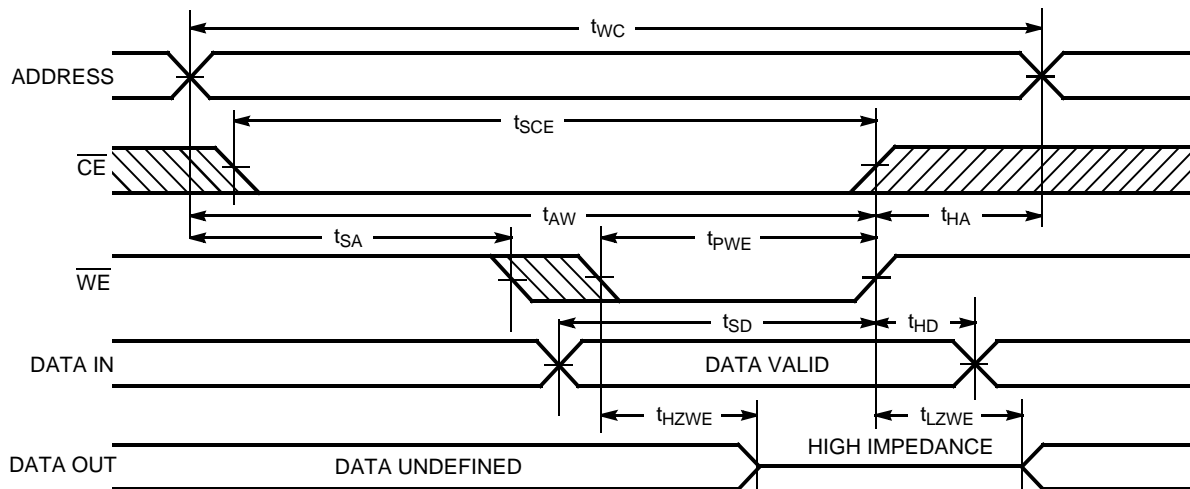 tWC
ADDRESS
tSCE
CE
tAW
tHA
tSA
tPWE
WE
tSD
tHD
DATA IN
DATA VALID
tHZWE
tLZWE
HIGH IMPEDANCE
DATA OUT
DATA UNDEFINED